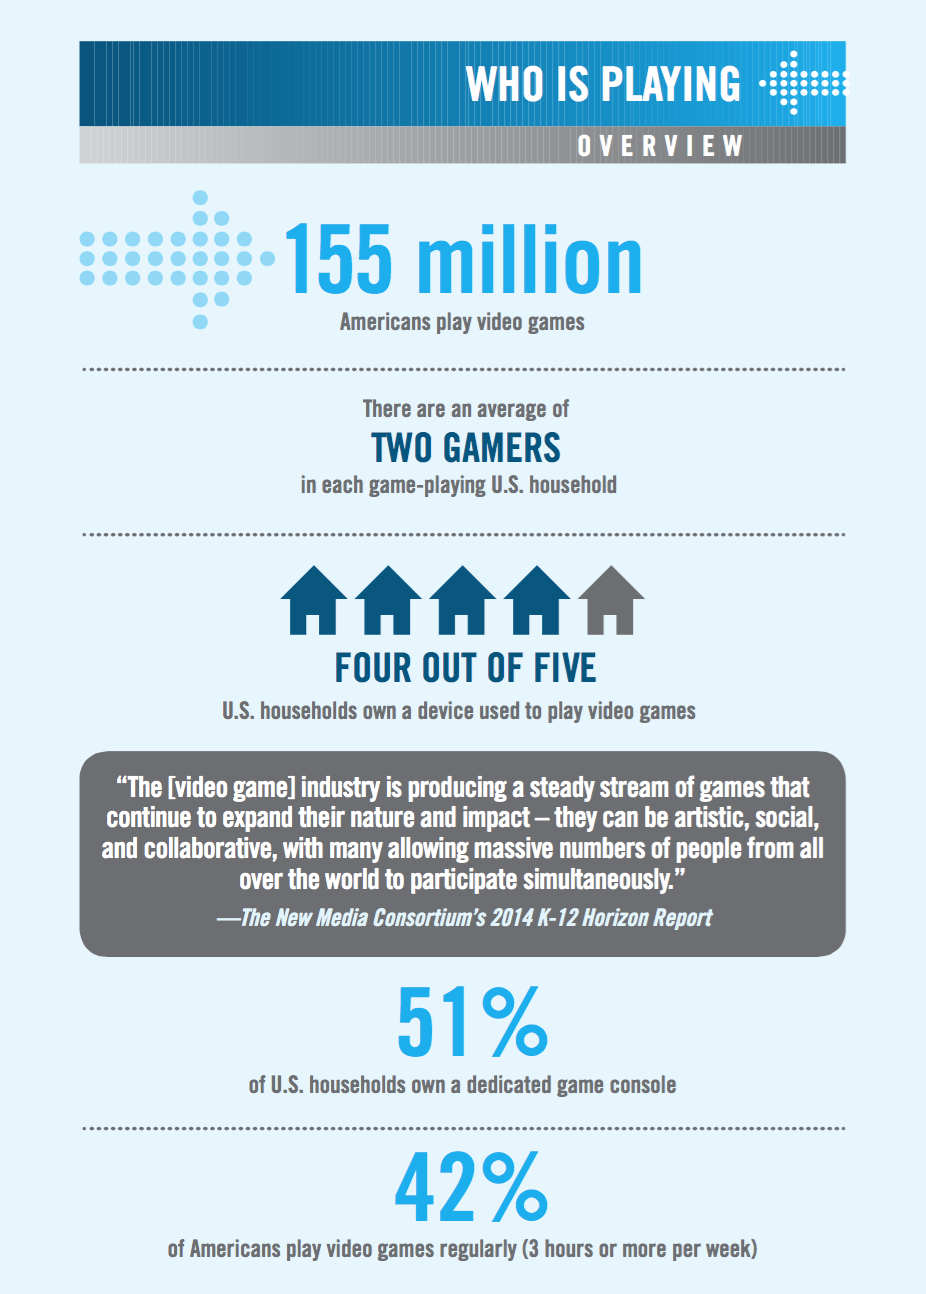 WHO IS PLAYING
OVERVIEW
155 million
Americans play video games
There are an average of
TWO GAMERS
in each game-playing U.S. household
FOUR OUT OF FIVE
U.S. households own a device used to play video games
“The [video game] industry is producing a steady stream of games that
continue to expand their nature and impact – they can be artistic, social,
and collaborative, with many allowing massive numbers of people from all
over the world to participate simultaneously.”
—The New Media Consortium’s 2014 K-12 Horizon Report
51%
of U.S. households own a dedicated game console
42%
of Americans play video games regularly (3 hours or more per week)